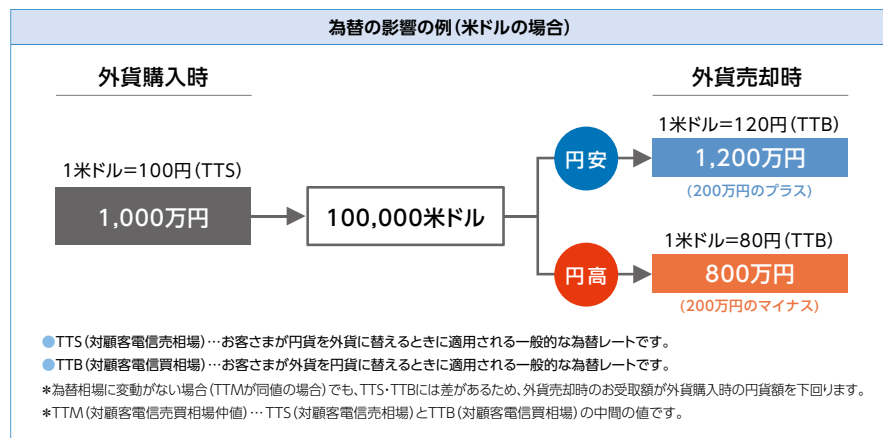 為替の影響の例(米ドルの場合)
外貨購入時
1米ドル=100円(TTS)
1,000万円
100,000米ドル
円安
円高
外貨売却時
1米ドル=120円(TTB)
1,200万円
(200万円のプラス)
1米ドル=80円(TTB)
800万円
(200万円のマイナス)
●TTS(対顧客電信売相場)…お客さまが円貨を外貨に替えるときに適用される一般的な為替レートです。
●TTB(対顧客電信買相場)…お客さまが外貨を円貨に替えるときに適用される一般的な為替レートです。
*為替相場に変動がない場合(TTMが同値の場合)でも、TTS・TTBには差があるため、外貨売却時のお受取額が外貨購入時の円貨額を下回ります。
*TTM(対顧客電信売買相場仲値)…TTS(対顧客電信売相場)とTTB(対顧客電信買相場)の中間の値です。